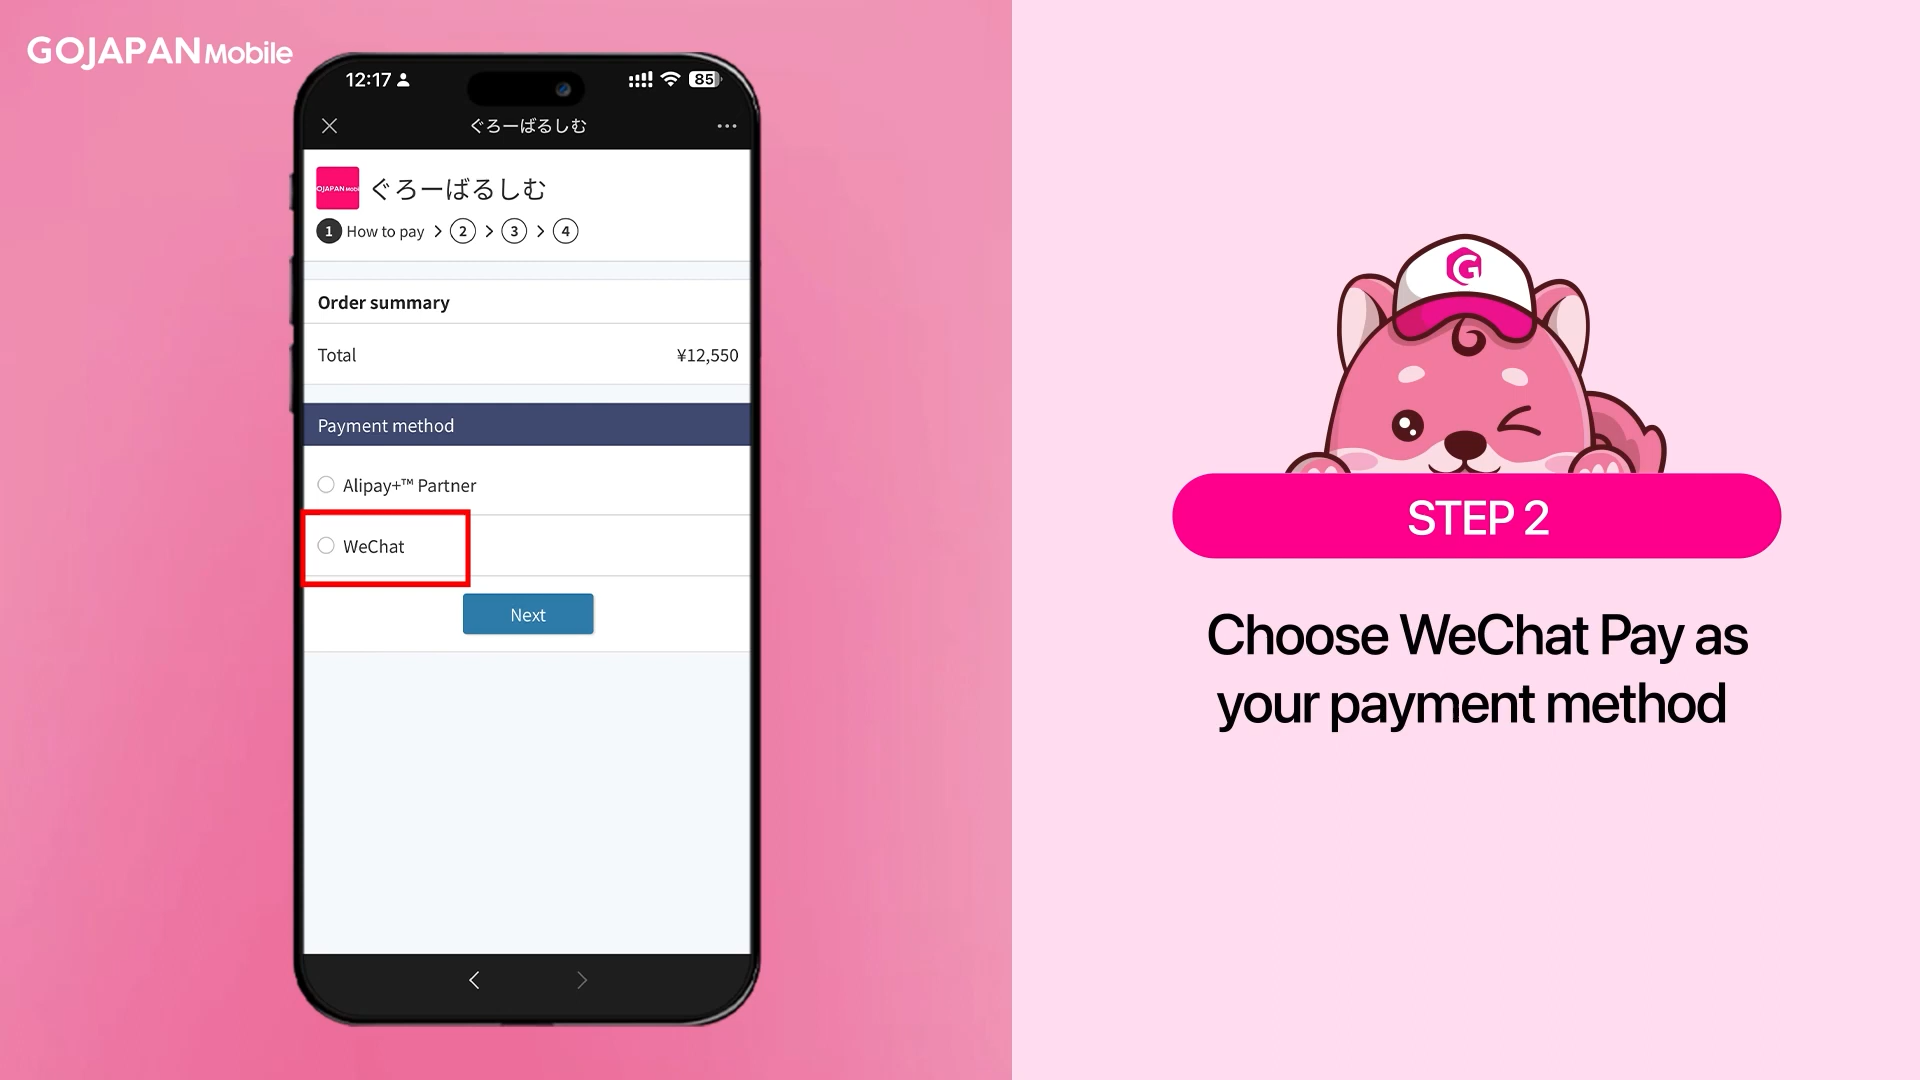 GOJAPAN Mobile
12:17
85
ぐろーばるしむ
OJAPAN Mobi
ぐろーばるしむ
1 How to pay > 2 > 3 > 4
Order summary
Total ¥12,550
Payment method
Alipay+™ Partner
WeChat
Next
G
STEP 2
Choose WeChat Pay as
your payment method